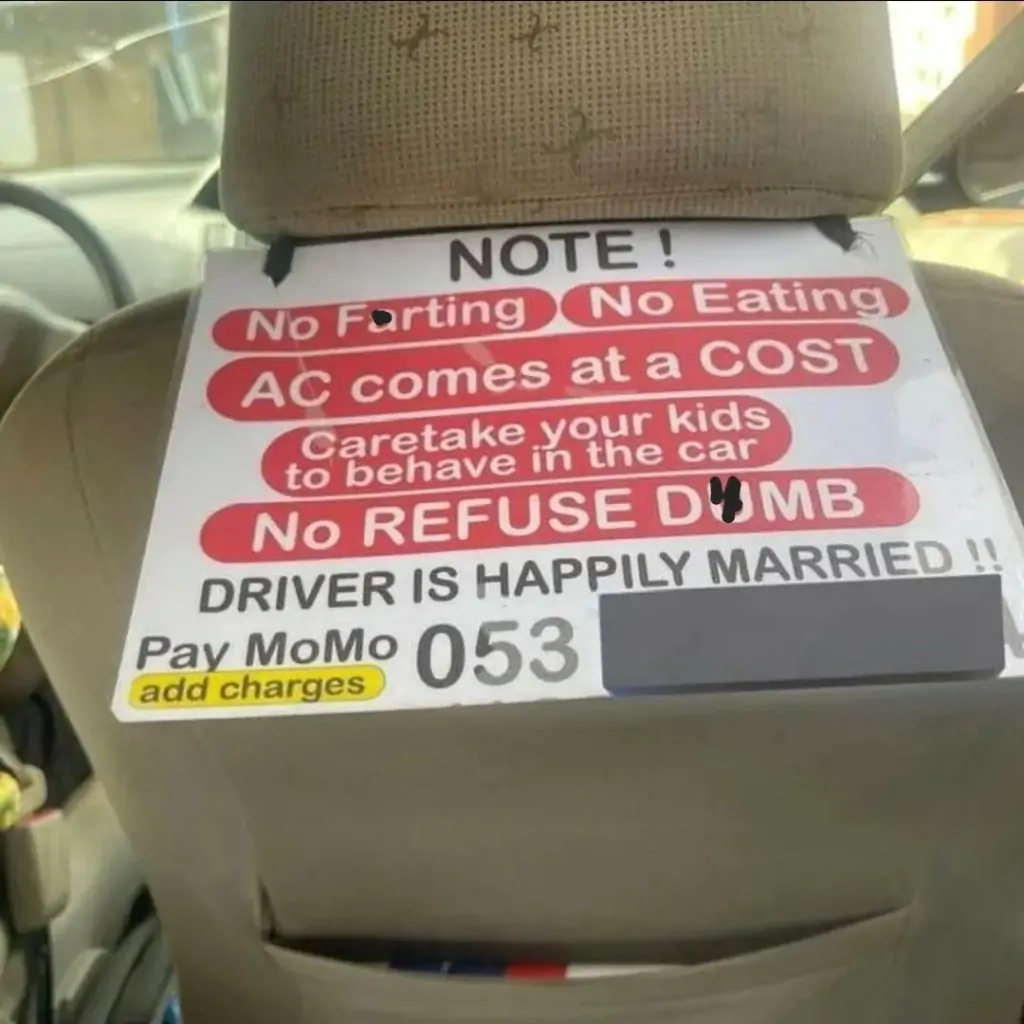 NOTE !
No Farting No Eating
AC comes at a COST
Caretake your kids
to behave in the car
No REFUSE DUMB
DRIVER IS HAPPILY MARRIED !!
Pay MoMo 053
add charges